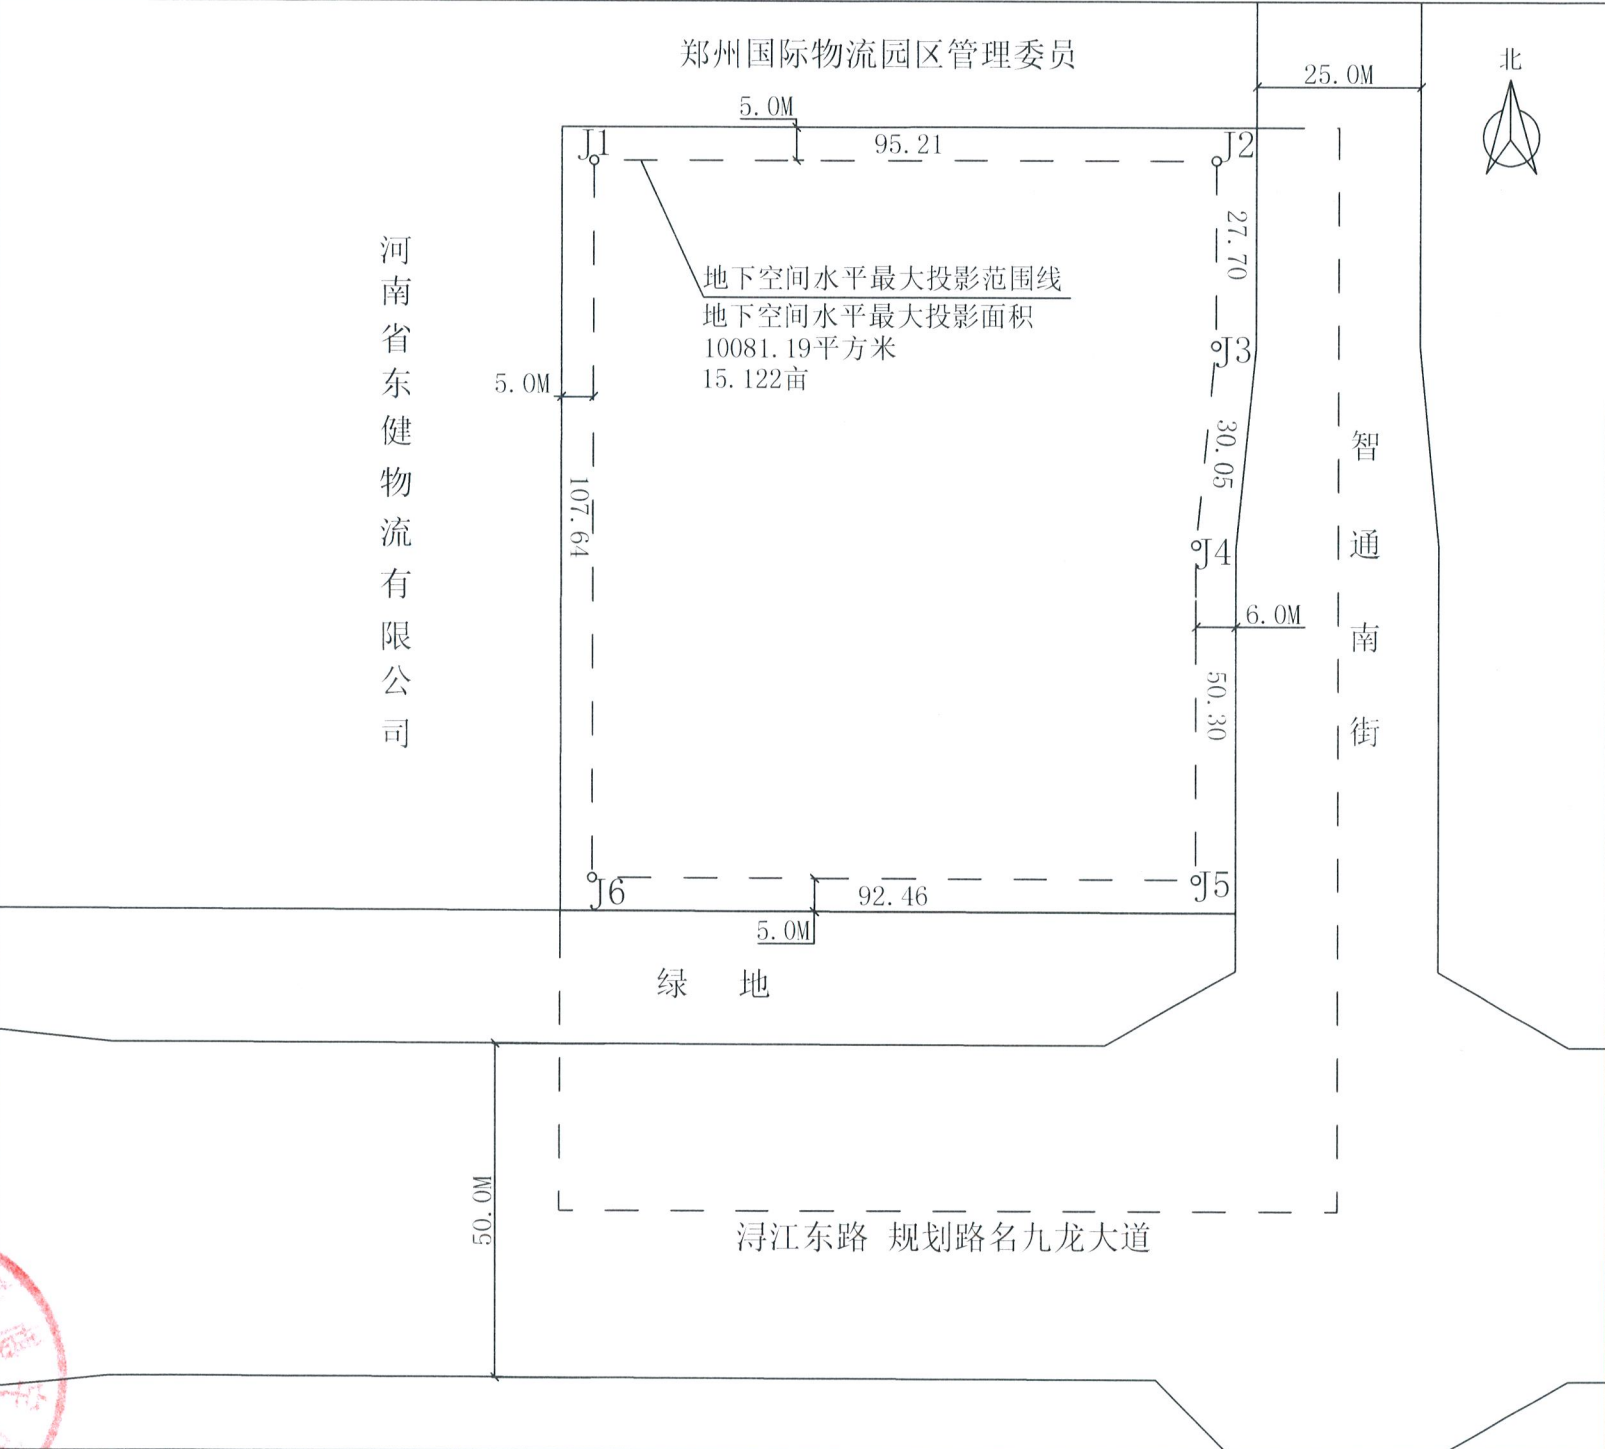 郑州国际物流园区管理委员
北
25.0M
5.0M
95.21
J1
J2
27.70
地下空间水平最大投影范围线
地下空间水平最大投影面积
10081.19平方米
15.122亩
J3
河南省东健物流有限公司
5.0M
30.05
智通南街
107.64
J4
6.0M
50.30
J6
92.46
J5
5.0M
绿 地
50.0M
浔江东路 规划路名九龙大道